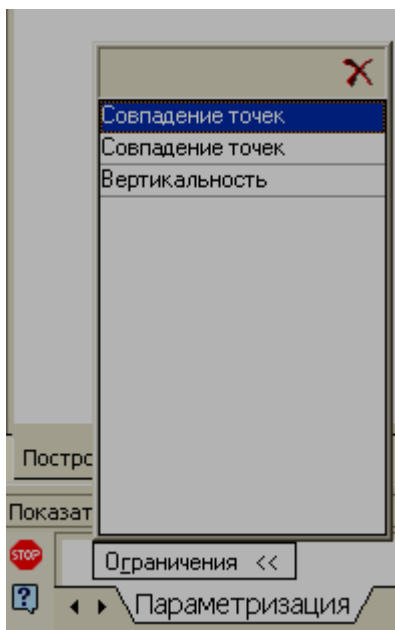 Совпадение точек
Совпадение точек
Вертикальность
Постро
Показат
STOP
Ограничения <<
?
Параметризация